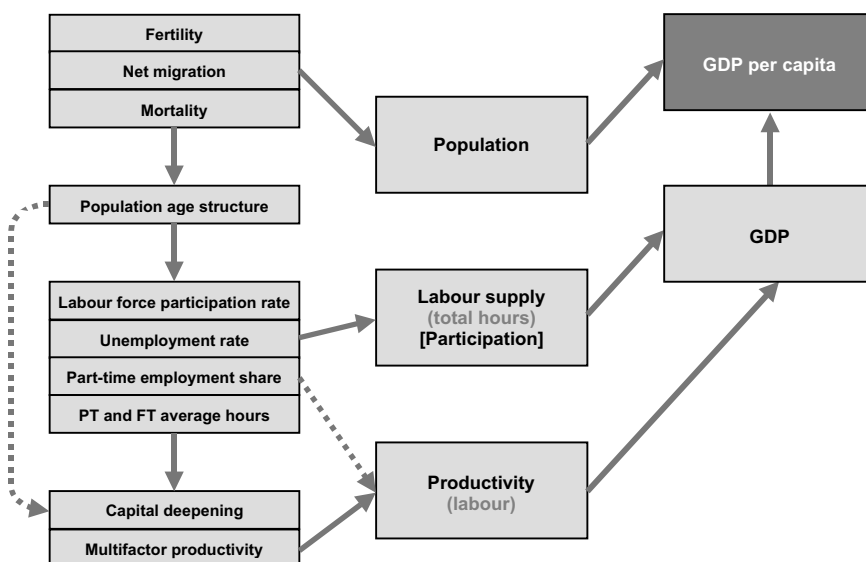 Fertility
Net migration
Mortality
GDP per capita
Population
Population age structure
GDP
Labour force participation rate
Unemployment rate
Part-time employment share
PT and FT average hours
Labour supply
(total hours)
[Participation]
Productivity
(labour)
Capital deepening
Multifactor productivity